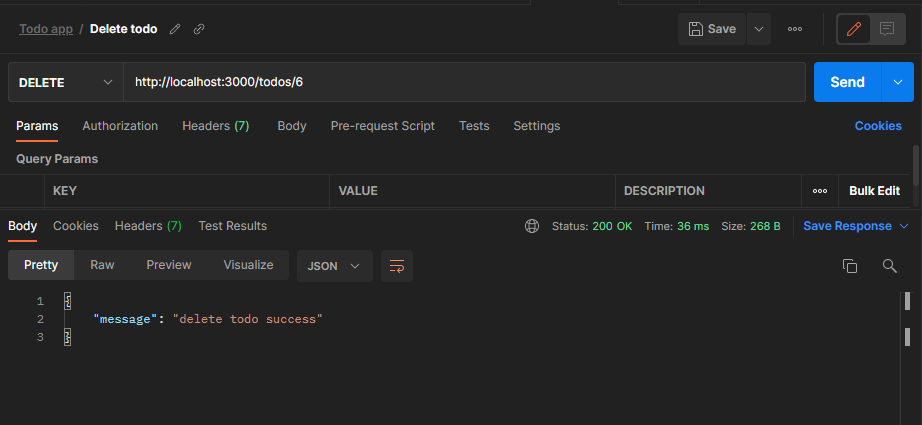 Todo app / Delete todo
Save
DELETE http://localhost:3000/todos/6 Send
Params Authorization Headers (7) Body Pre-request Script Tests Settings Cookies
Query Params
KEY VALUE DESCRIPTION Bulk Edit
Body Cookies Headers (7) Test Results Status: 200 OK Time: 36 ms Size: 268 B Save Response
Pretty Raw Preview Visualize JSON
1 {
2 "message": "delete todo success"
3 }